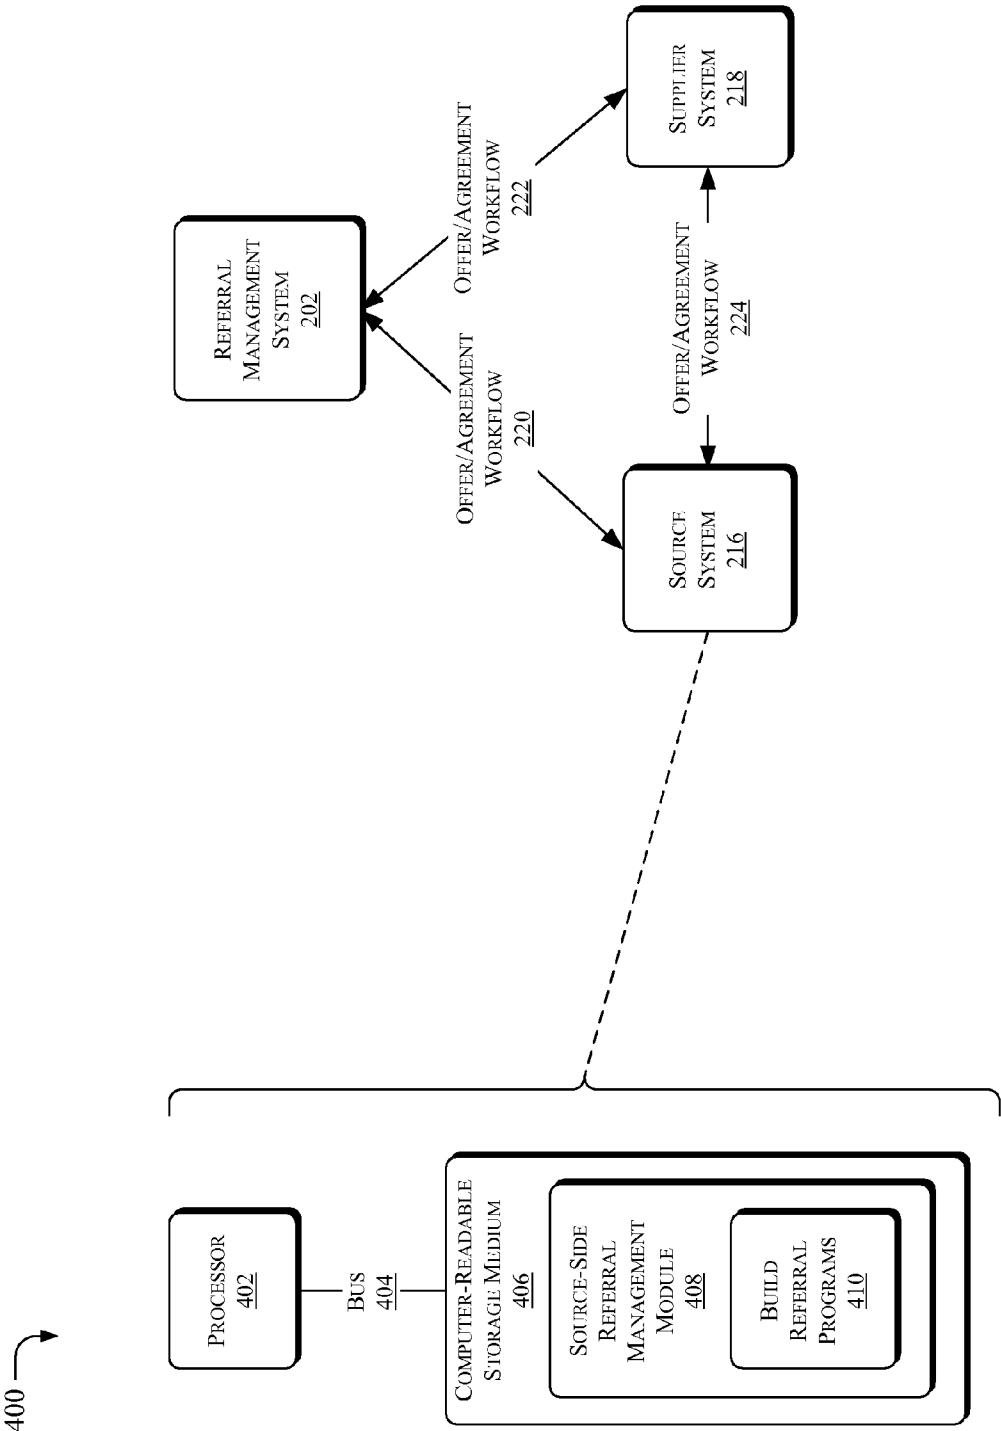 400
PROCESSOR
402
BUS
404
COMPUTER-READABLE
STORAGE MEDIUM
406
SOURCE-SIDE
REFERRAL
MANAGEMENT
MODULE
408
BUILD
REFERRAL
PROGRAMS
410
REFERRAL
MANAGEMENT
SYSTEM
202
OFFER/AGREEMENT
WORKFLOW
220
OFFER/AGREEMENT
WORKFLOW
222
SOURCE
SYSTEM
216
OFFER/AGREEMENT
WORKFLOW
224
SUPPLIER
SYSTEM
218